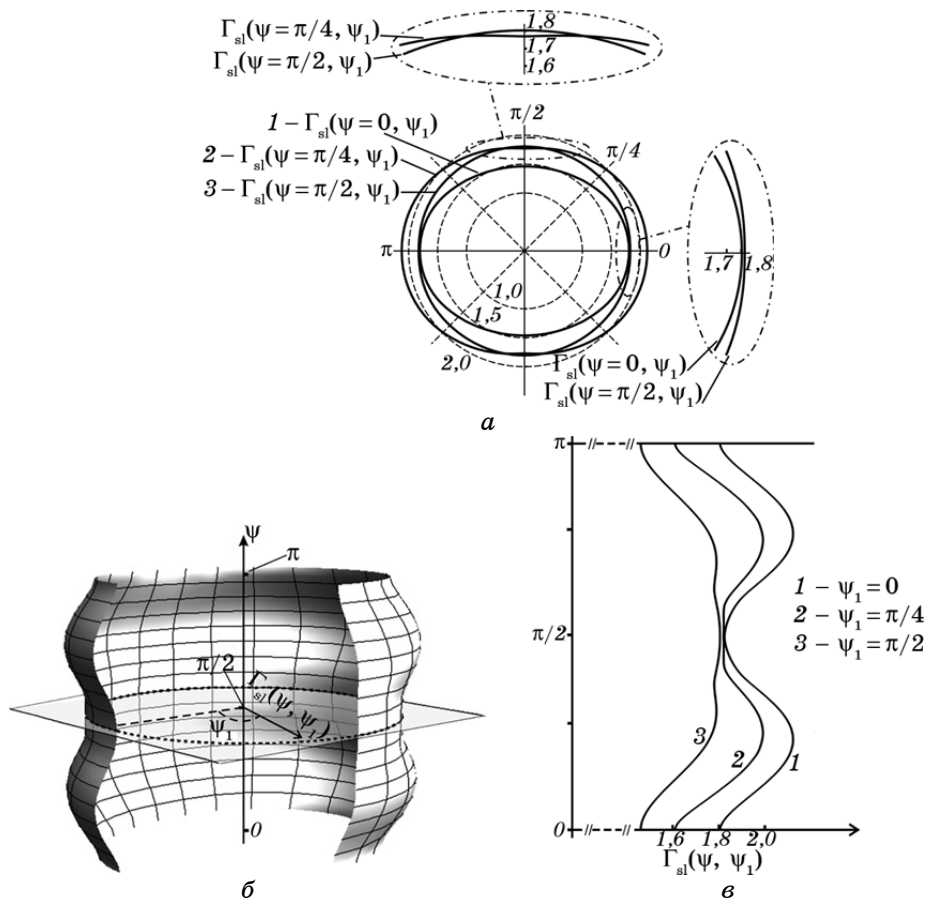 Γsl(ψ=π/4, ψ1)
Γsl(ψ=π/2, ψ1)
1,8
1,7
1,6
π/2
1 – Γsl(ψ=0, ψ1)
2 – Γsl(ψ=π/4, ψ1)
3 – Γsl(ψ=π/2, ψ1)
π/4
π
0
1,7
1,8
1,0
1,5
2,0
Γsl(ψ=0, ψ1)
Γsl(ψ=π/2, ψ1)
а
ψ
π
π/2
Γsl(ψ, ψ1)
ψ1
0
б
π
π/2
0
1 – ψ1=0
2 – ψ1=π/4
3 – ψ1=π/2
3
2
1
1,6
1,8
2,0
Γsl(ψ, ψ1)
в